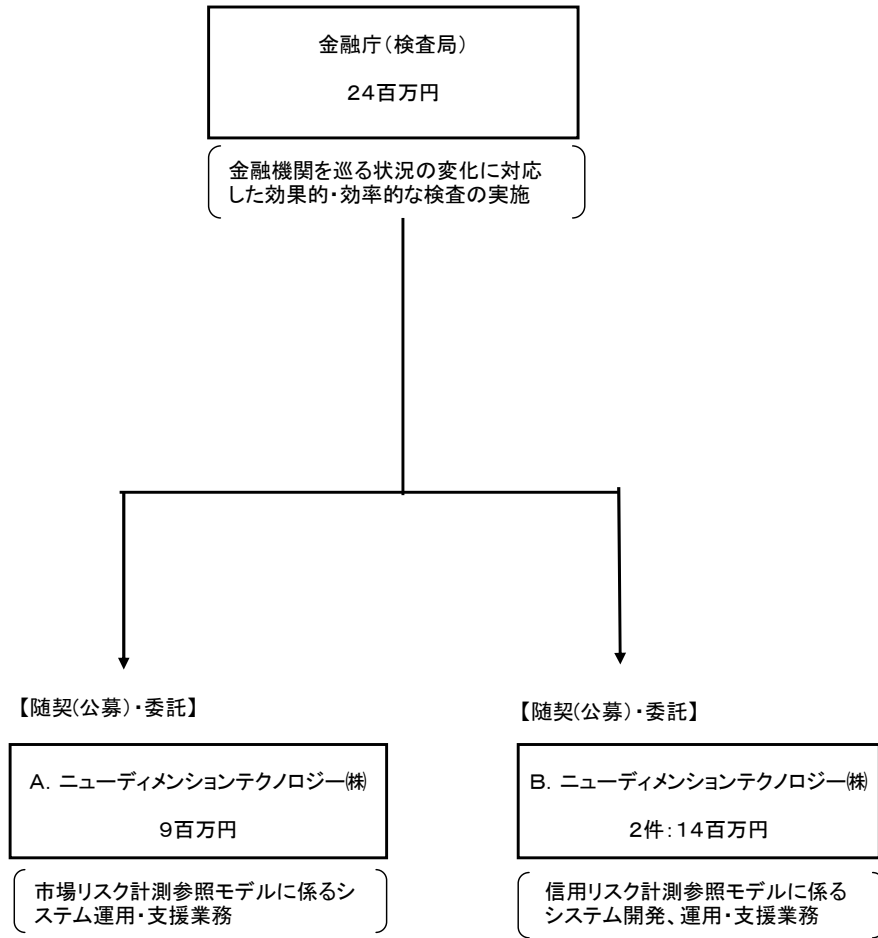 金融庁(検査局)
24百万円
金融機関を巡る状況の変化に対応
した効果的・効率的な検査の実施
【随契(公募)・委託】
A. ニューディメンションテクノロジー㈱
9百万円
市場リスク計測参照モデルに係るシ
ステム運用・支援業務
【随契(公募)・委託】
B. ニューディメンションテクノロジー㈱
2件:14百万円
信用リスク計測参照モデルに係る
システム開発、運用・支援業務